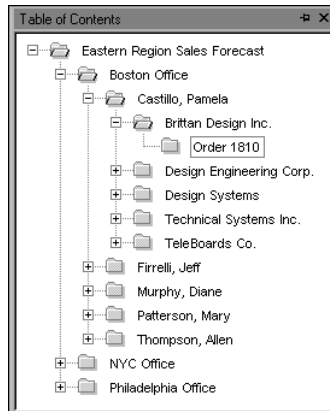 Table of Contents
Eastern Region Sales Forecast
Boston Office
Castillo, Pamela
Brittan Design Inc.
Order 1810
Design Engineering Corp.
Design Systems
Technical Systems Inc.
TeleBoards Co.
Firrelli, Jeff
Murphy, Diane
Patterson, Mary
Thompson, Allen
NYC Office
Philadelphia Office